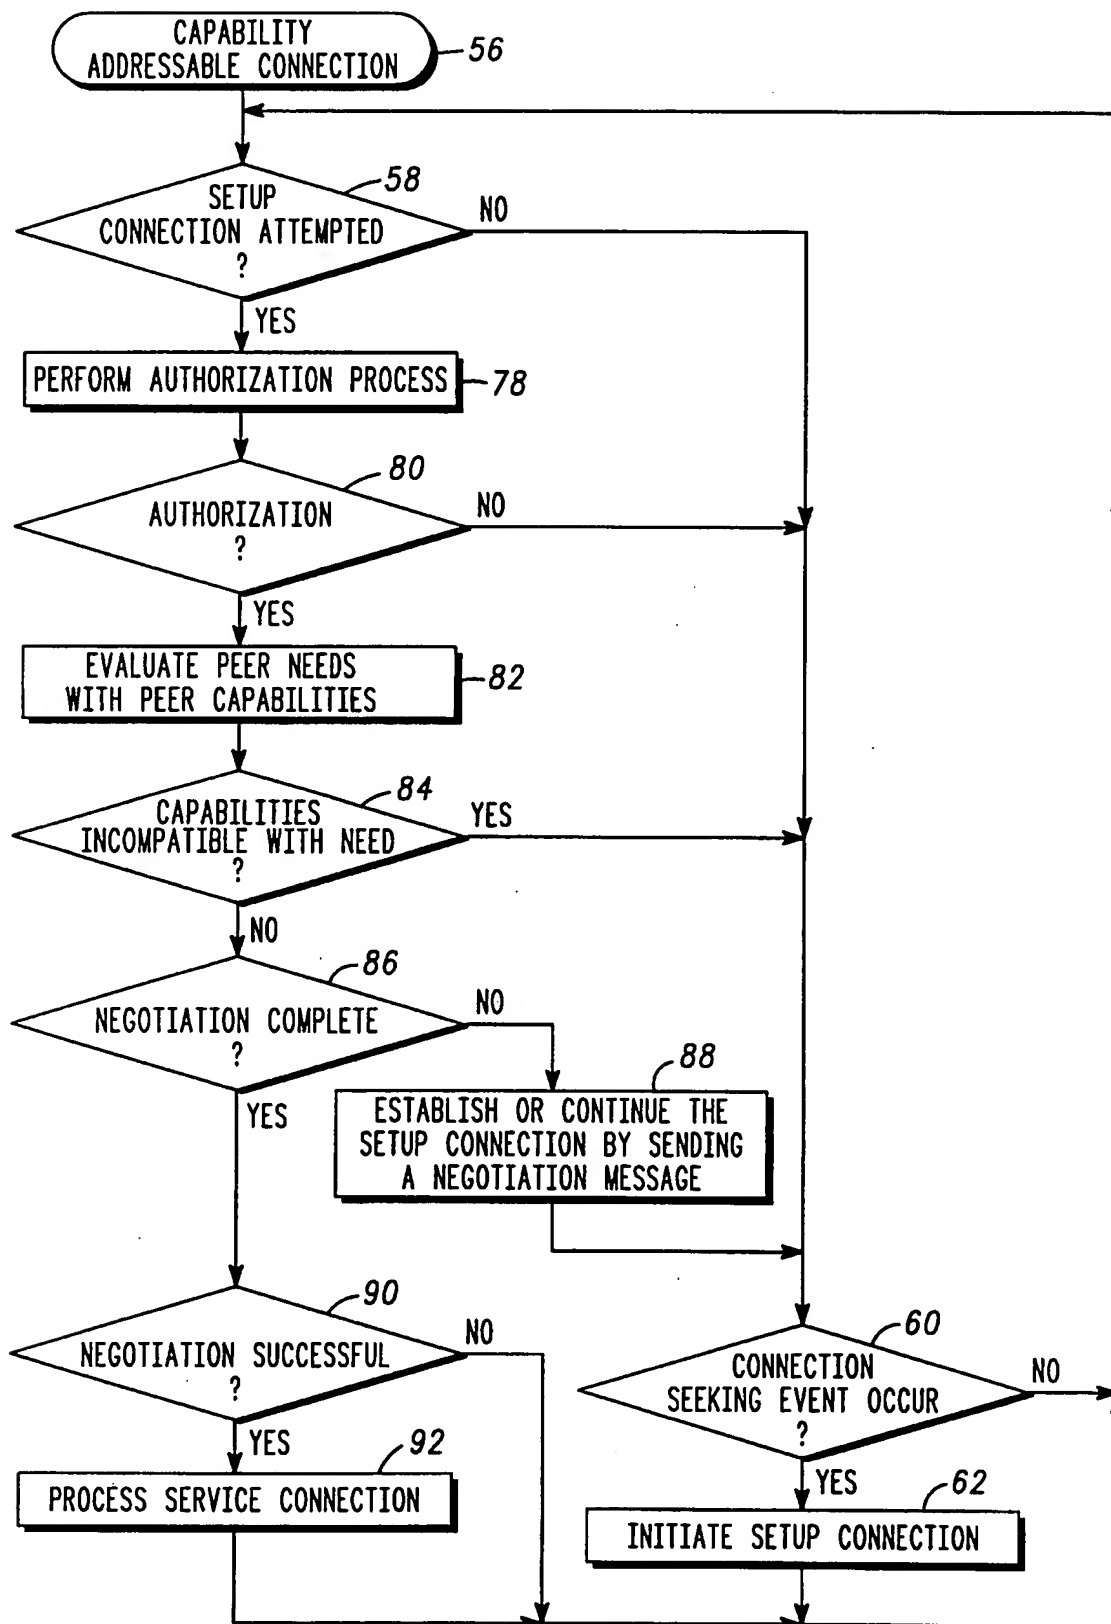 CAPABILITY
ADDRESSABLE CONNECTION
56
58
SETUP
CONNECTION ATTEMPTED
?
NO
YES
PERFORM AUTHORIZATION PROCESS
78
80
AUTHORIZATION
?
NO
YES
EVALUATE PEER NEEDS
WITH PEER CAPABILITIES
82
84
CAPABILITIES
INCOMPATIBLE WITH NEED
?
YES
NO
86
NEGOTIATION COMPLETE
?
NO
YES
88
ESTABLISH OR CONTINUE THE
SETUP CONNECTION BY SENDING
A NEGOTIATION MESSAGE
90
NEGOTIATION SUCCESSFUL
?
NO
YES
92
PROCESS SERVICE CONNECTION
60
CONNECTION
SEEKING EVENT OCCUR
?
NO
YES
62
INITIATE SETUP CONNECTION